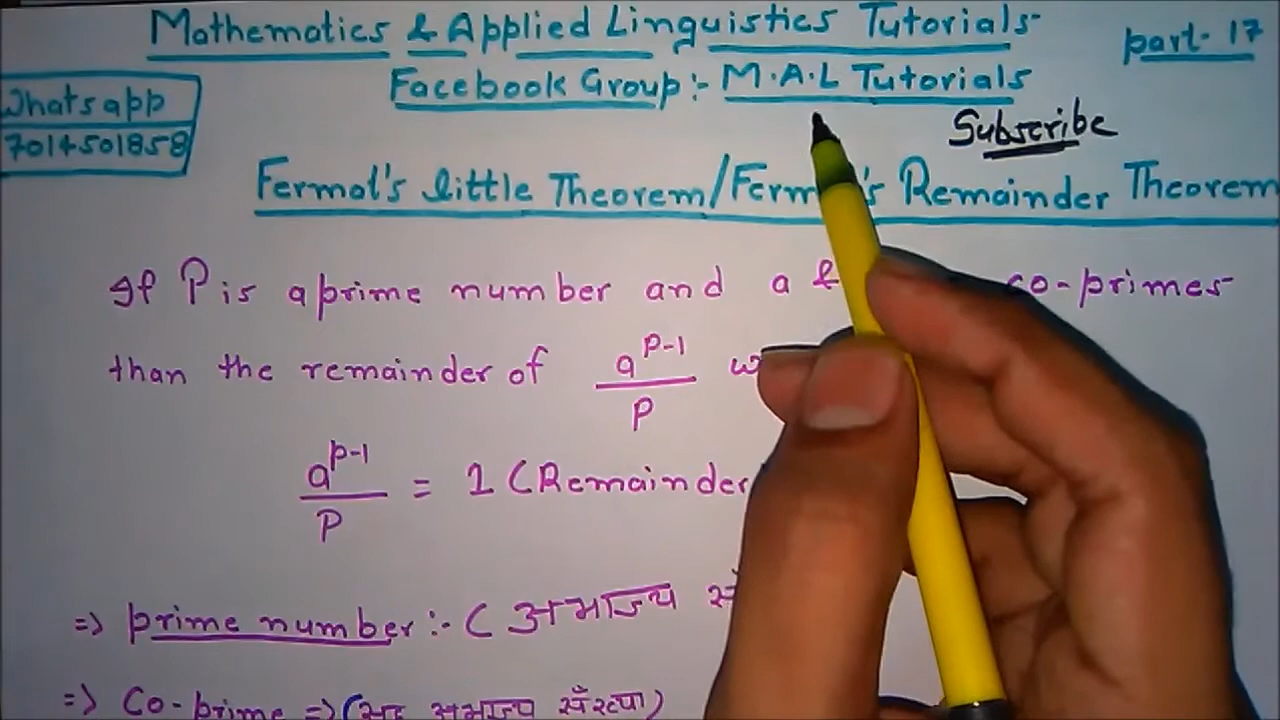 Mathematics & Applied Linguistics Tutorials
part- 17
Facebook Group:- M.A.L Tutorials
Whatsapp
7014501858
Subscribe
Fermat's little Theorem/Ferm 's Remainder Theorem
If P is a prime number and a & co-primes
than the remainder of a^(P-1)/P
a^(P-1)/P = 1 (Remainder
=> prime number :- ( अभाज्य
=> Co-prime => (सह अभाज्य सँख्या)